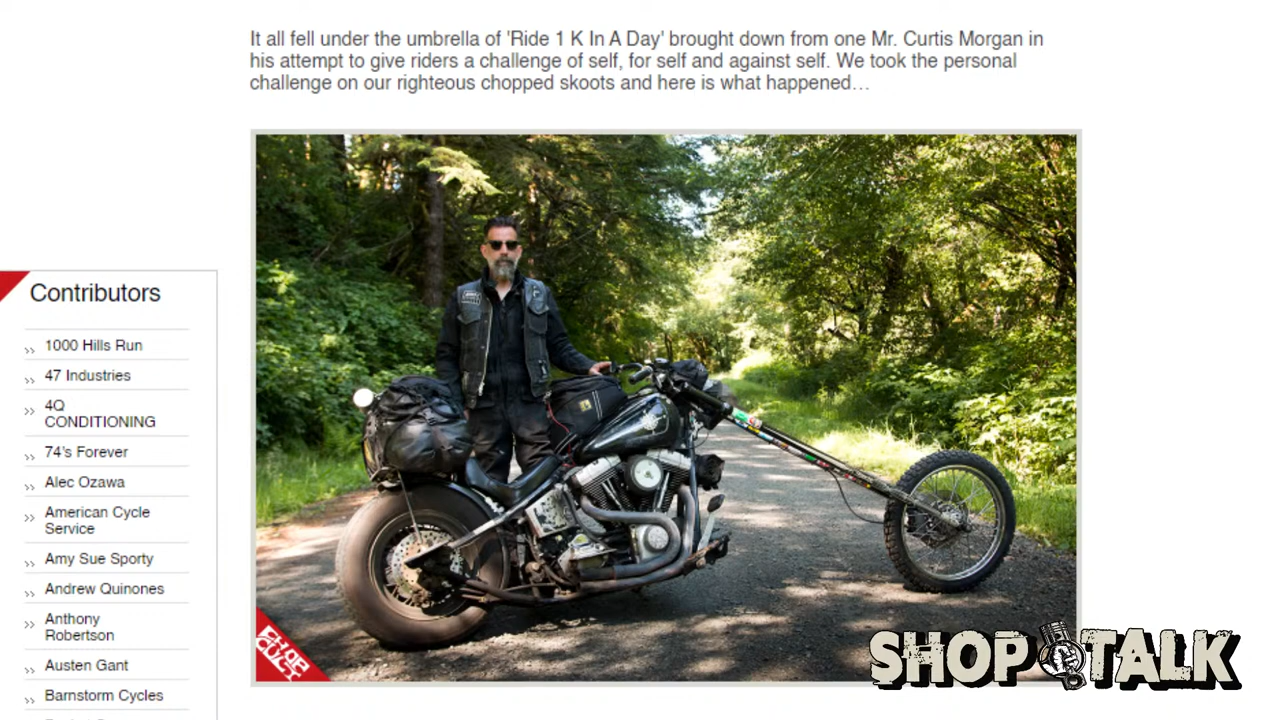 It all fell under the umbrella of 'Ride 1 K In A Day' brought down from one Mr. Curtis Morgan in
his attempt to give riders a challenge of self, for self and against self. We took the personal
challenge on our righteous chopped skoots and here is what happened…
Contributors
1000 Hills Run
47 Industries
4Q
CONDITIONING
74's Forever
Alec Ozawa
American Cycle
Service
Amy Sue Sporty
Andrew Quinones
Anthony
Robertson
Austen Gant
Barnstorm Cycles
CHOP
CULT
SHOP TALK